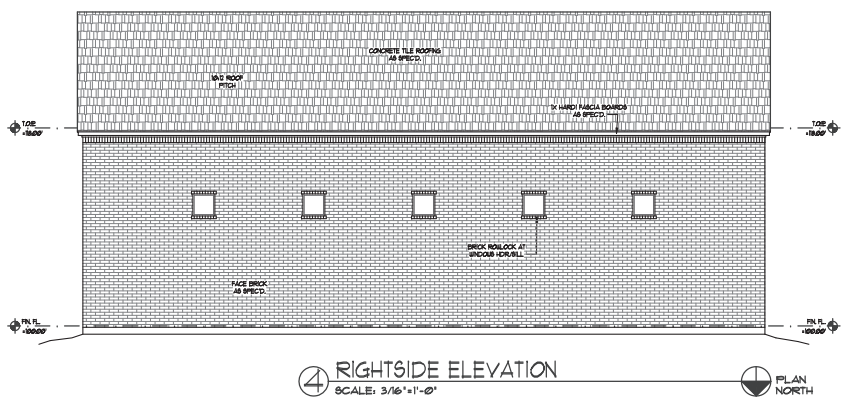 CONCRETE TILE ROOFING
AS SPEC'D.
ROOF
PITCH
1X HARDI FASCIA BOARDS
AS SPEC'D.
BRICK ROWLOCK AT
WINDOWS HDR/SILL
FACE BRICK
AS SPEC'D.
FIN. FL.
=100.00'
FIN. FL.
=100.00'
4 RIGHTSIDE ELEVATION
SCALE: 3/16"=1'-0"
PLAN
NORTH